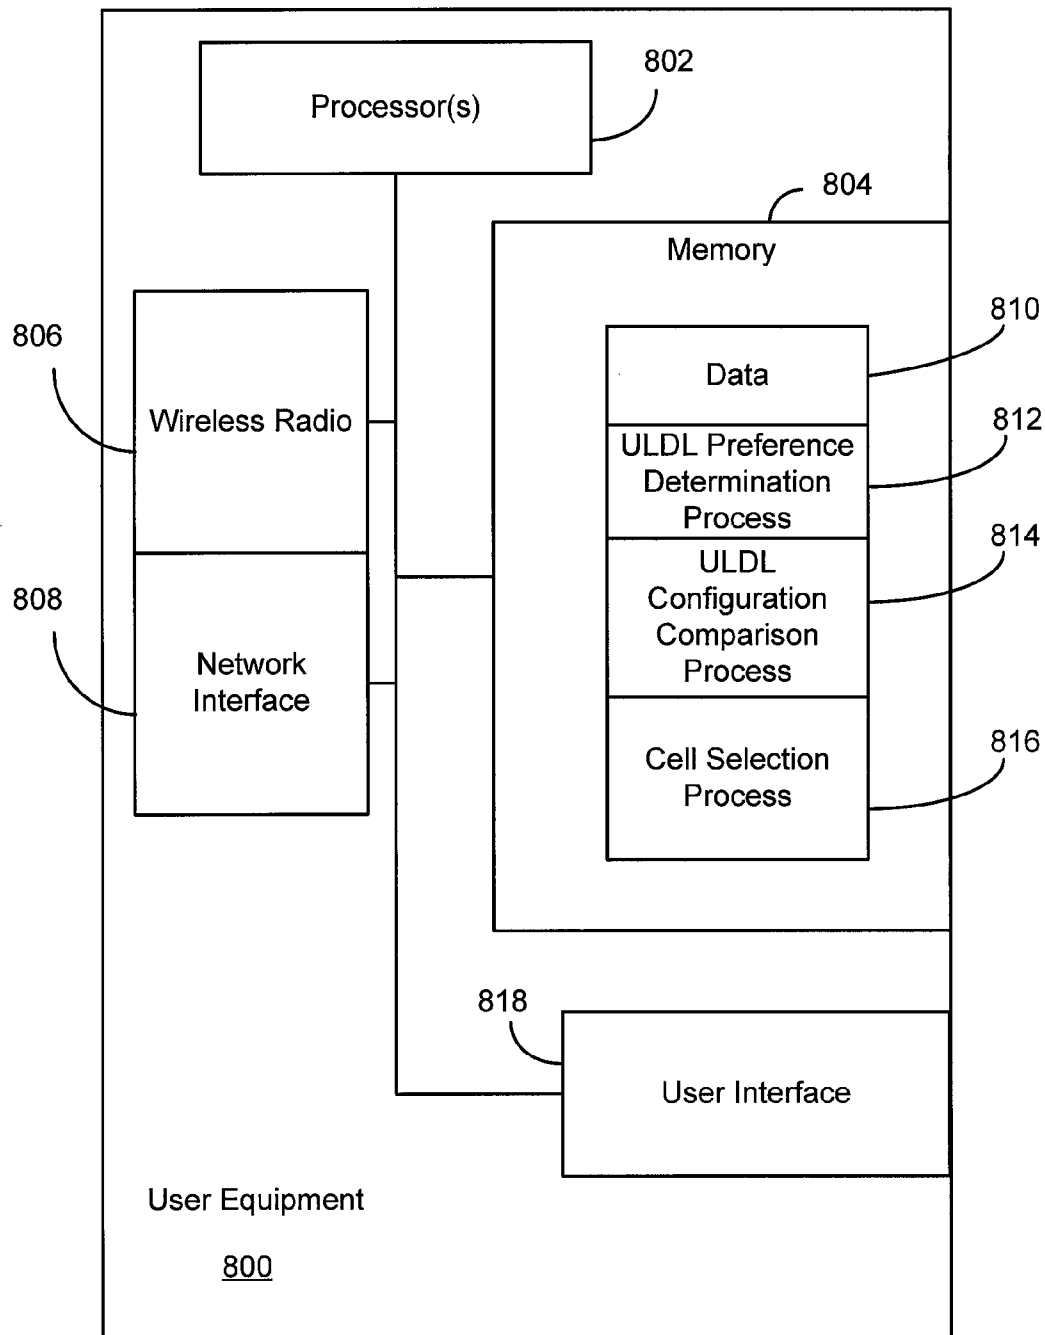 802
Processor(s)
804
Memory
806
Wireless Radio
810
Data
812
ULDL Preference
Determination
Process
814
ULDL
Configuration
Comparison
Process
808
Network
Interface
816
Cell Selection
Process
818
User Interface
User Equipment
800